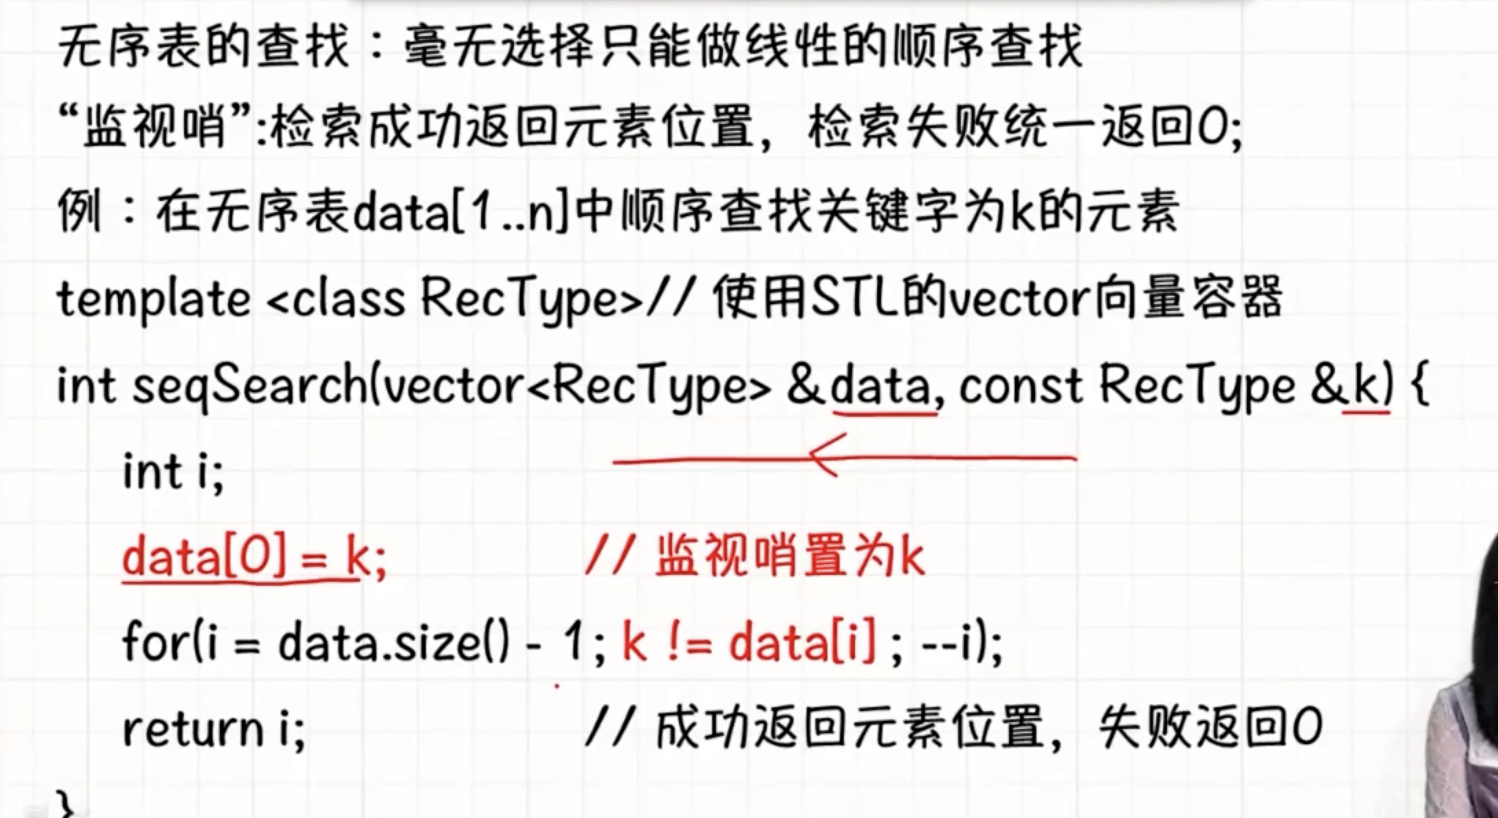 无序表的查找：毫无选择只能做线性的顺序查找
“监视哨”:检索成功返回元素位置，检索失败统一返回0;
例：在无序表data[1..n]中顺序查找关键字为k的元素
template <class RecType>// 使用STL的vector向量容器
int seqSearch(vector<RecType> &data, const RecType &k) {
int i;
data[0] = k; // 监视哨置为k
for(i = data.size() - 1; k != data[i] ; --i);
return i; // 成功返回元素位置，失败返回0
}